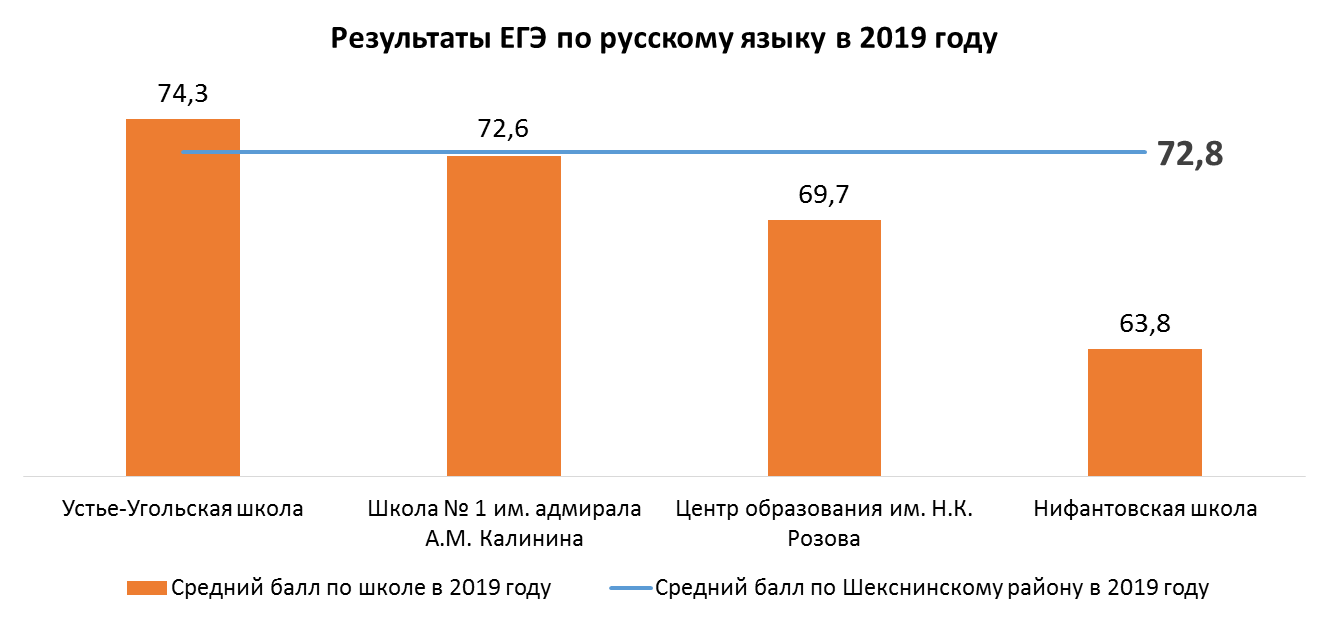 Результаты ЕГЭ по русскому языку в 2019 году
74,3
72,6
72,8
69,7
63,8
Устье-Угольская школа
Школа № 1 им. адмирала
А.М. Калинина
Центр образования им. Н.К.
Розова
Нифантовская школа
Средний балл по школе в 2019 году
Средний балл по Шекснинскому району в 2019 году